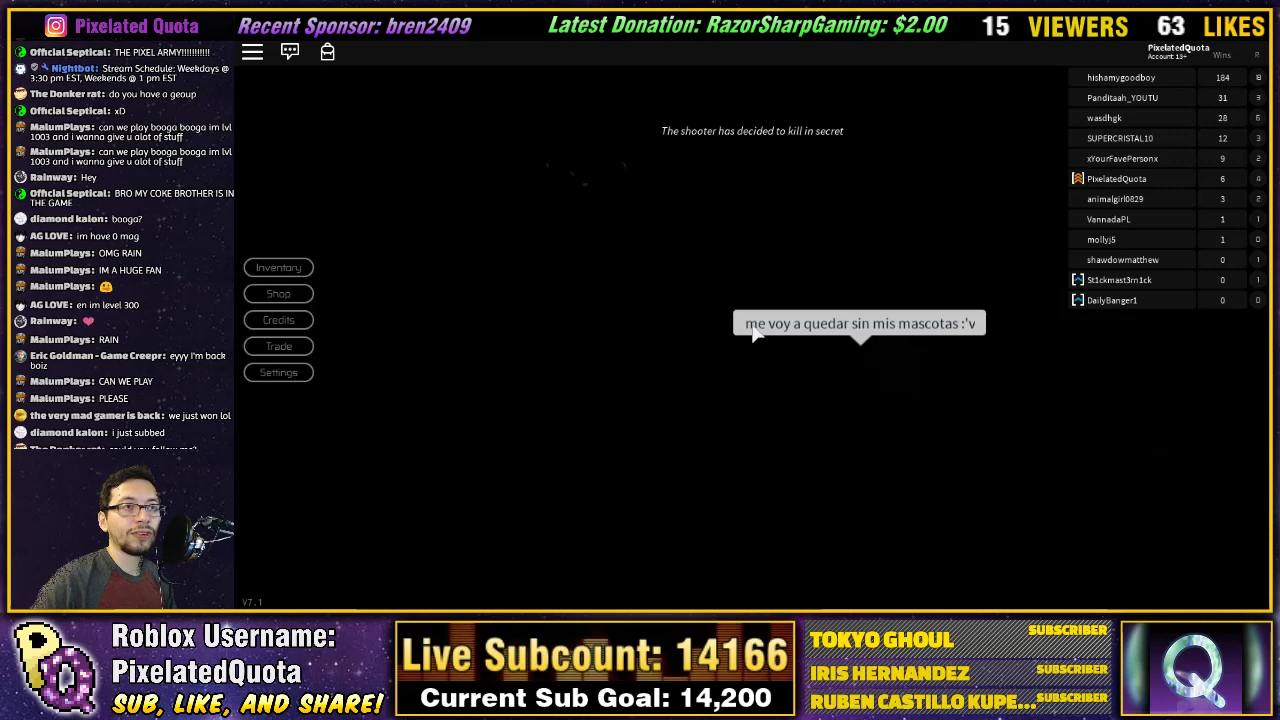 Pixelated Quota
Recent Sponsor: bren2409
Latest Donation: RazorSharpGaming: $2.00
15 VIEWERS 63 LIKES
Official Septical: THE PIXEL ARMY!!!!!!!!!!!
Nightbot: Stream Schedule: Weekdays @
3:30 pm EST, Weekends @ 1 pm EST
The Donker rat: do you have a geoup
Official Septical: xD
MalumPlays: can we play booga booga im lvl
1003 and i wanna give u alot of stuff
MalumPlays: can we play booga booga im lvl
1003 and i wanna give u alot of stuff
Rainway: Hey
Official Septical: BRO MY COKE BROTHER IS IN
THE GAME
diamond kalon: booga?
AG LOVE: im have 0 mag
MalumPlays: OMG RAIN
MalumPlays: IM A HUGE FAN
MalumPlays:
AG LOVE: en im level 300
Rainway:
MalumPlays: RAIN
Eric Goldman - Game Creepr: eyyy I'm back
boiz
MalumPlays: CAN WE PLAY
MalumPlays: PLEASE
the very mad gamer is back: we just won lol
diamond kalon: i just subbed
The shooter has decided to kill in secret
Inventory
Shop
Credits
Trade
Settings
me voy a quedar sin mis mascotas :'v
V7.1
PixelatedQuota
Account: 13+
Wins
hishamygoodboy 184
Panditaah_YOUTU 31 3
wasdhgk 28
SUPERCRISTAL10 12 3
xYourFavePersonx 9 2
PixelatedQuota 6 4
animalgirl0829 3 2
VannadaPL 1 1
mollyj5 1 0
shawdowmatthew 0 1
St1ckmast3rn1ck 0 1
DailyBanger1 0 0
Roblox Username:
PixelatedQuota
SUB, LIKE, AND SHARE!
Live Subcount: 14166
Current Sub Goal: 14,200
TOKYO GHOUL SUBSCRIBER
IRIS HERNANDEZ SUBSCRIBER
RUBEN CASTILLO KUPE... SUBSCRIBER
Q